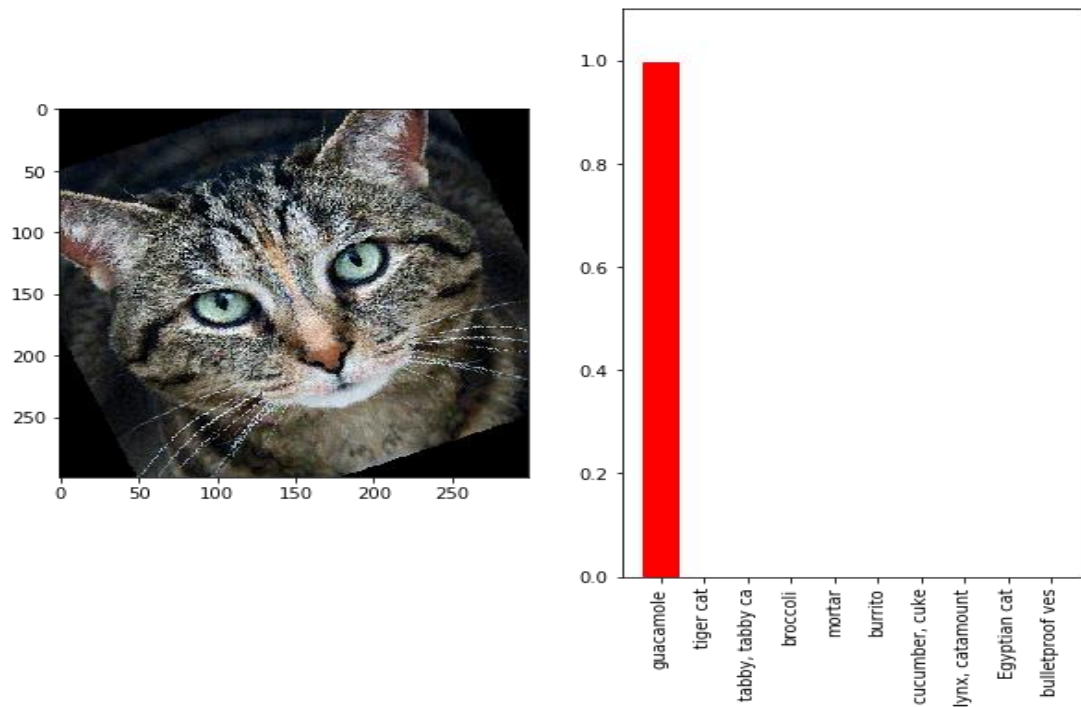 0
50
100
150
200
250
0 50 100 150 200 250
1.0
0.8
0.6
0.4
0.2
0.0
guacamole
tiger cat
tabby, tabby ca
broccoli
mortar
burrito
cucumber, cuke
lynx, catamount
Egyptian cat
bulletproof ves